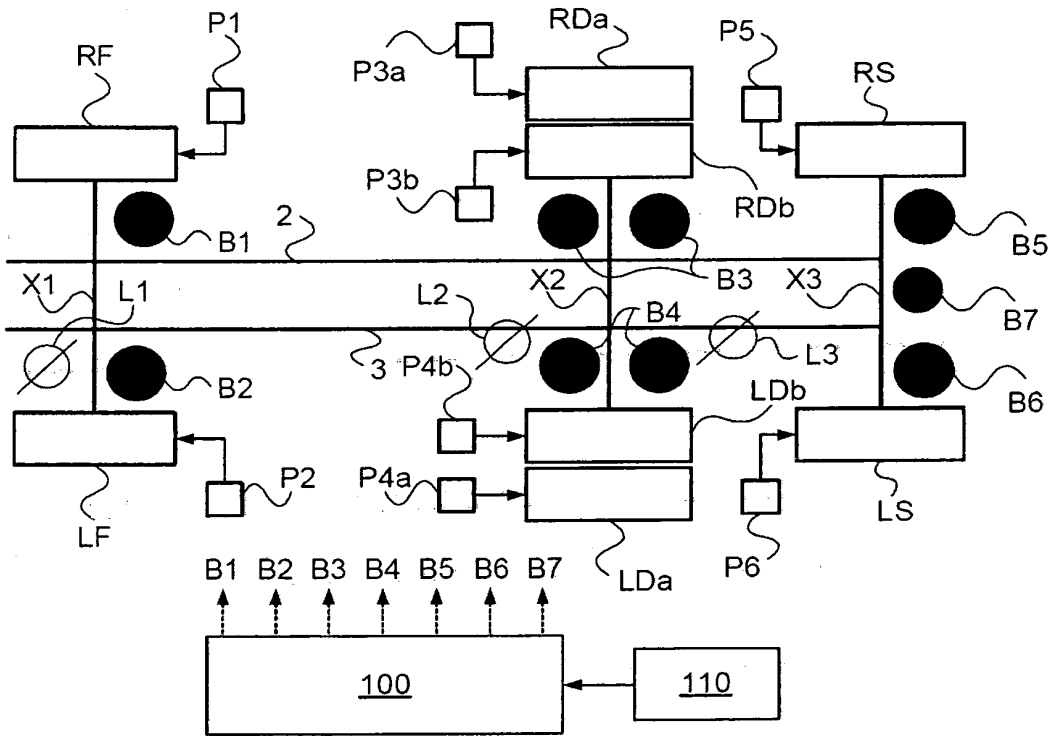 P1
RDa
P5
RF
P3a
RS
P3b
RDb
2
B1
B5
X1
L1
L2
X2
B3
X3
B7
B4
3
P4b
L3
B2
LDb
B6
P2
P4a
LF
LS
P6
LDa
B1 B2 B3 B4 B5 B6 B7
100
110